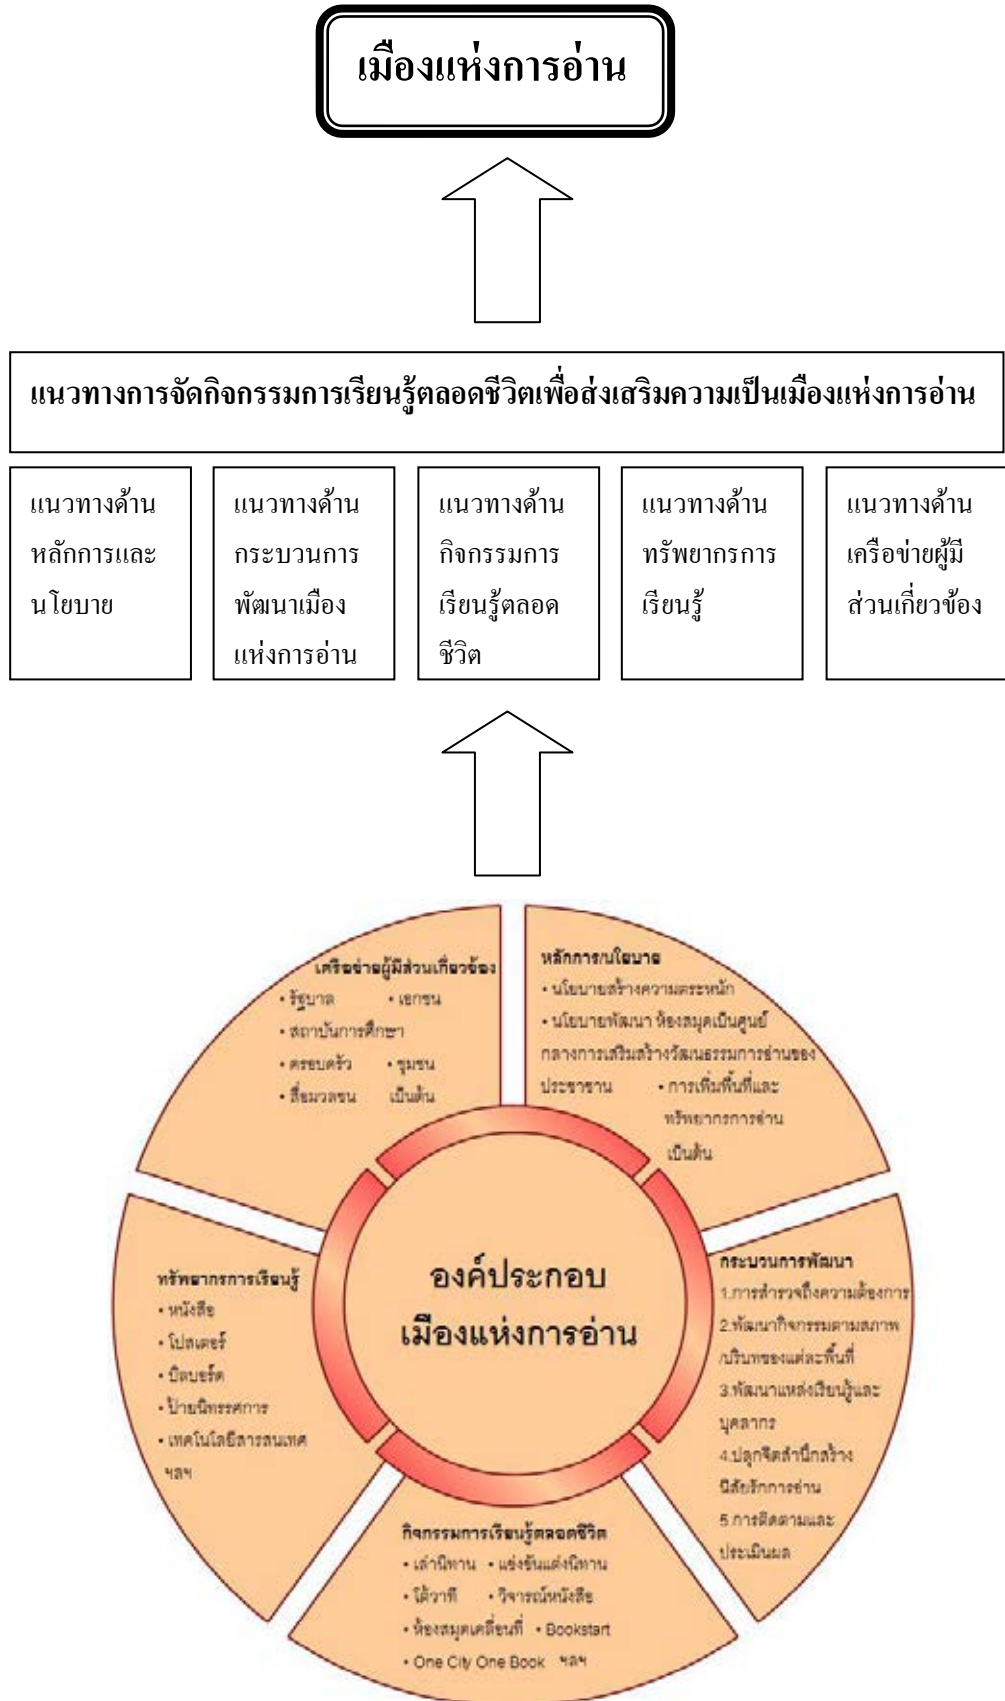 เมืองแห่งการอ่าน
แนวทางการจัดกิจกรรมการเรียนรู้ตลอดชีวิตเพื่อส่งเสริมความเป็นเมืองแห่งการอ่าน
แนวทางด้าน
หลักการและ
นโยบาย
แนวทางด้าน
กระบวนการ
พัฒนาเมือง
แห่งการอ่าน
แนวทางด้าน
กิจกรรมการ
เรียนรู้ตลอด
ชีวิต
แนวทางด้าน
ทรัพยากรการ
เรียนรู้
แนวทางด้าน
เครือข่ายผู้มี
ส่วนเกี่ยวข้อง
เครือข่ายผู้มีส่วนเกี่ยวข้อง
• รัฐบาล • เอกชน
• สถาบันการศึกษา
• ครอบครัว • ชุมชน
• สื่อมวลชน เป็นต้น
หลักการ/นโยบาย
• นโยบายสร้างความตระหนัก
• นโยบายพัฒนา ห้องสมุดเป็นศูนย์
กลางการเสริมสร้างวัฒนธรรมการอ่านของ
ประชาชน • การเพิ่มพื้นที่และ
ทรัพยากรการอ่าน
เป็นต้น
กระบวนการพัฒนา
1.การสำรวจถึงความต้องการ
2.พัฒนากิจกรรมตามสภาพ
/บริบทของแต่ละพื้นที่
3.พัฒนาแหล่งเรียนรู้และ
บุคลากร
4.ปลุกจิตสำนึกสร้าง
นิสัยรักการอ่าน
5.การติดตามและ
ประเมินผล
กิจกรรมการเรียนรู้ตลอดชีวิต
• เล่านิทาน • แข่งขันแต่งนิทาน
• โต้วาที • วิจารณ์หนังสือ
• ห้องสมุดเคลื่อนที่ • Bookstart
• One City One Book ฯลฯ
ทรัพยากรการเรียนรู้
• หนังสือ
• โปสเตอร์
• บิลบอร์ด
• ป้ายนิทรรศการ
• เทคโนโลยีสารสนเทศ
ฯลฯ
องค์ประกอบ
เมืองแห่งการอ่าน